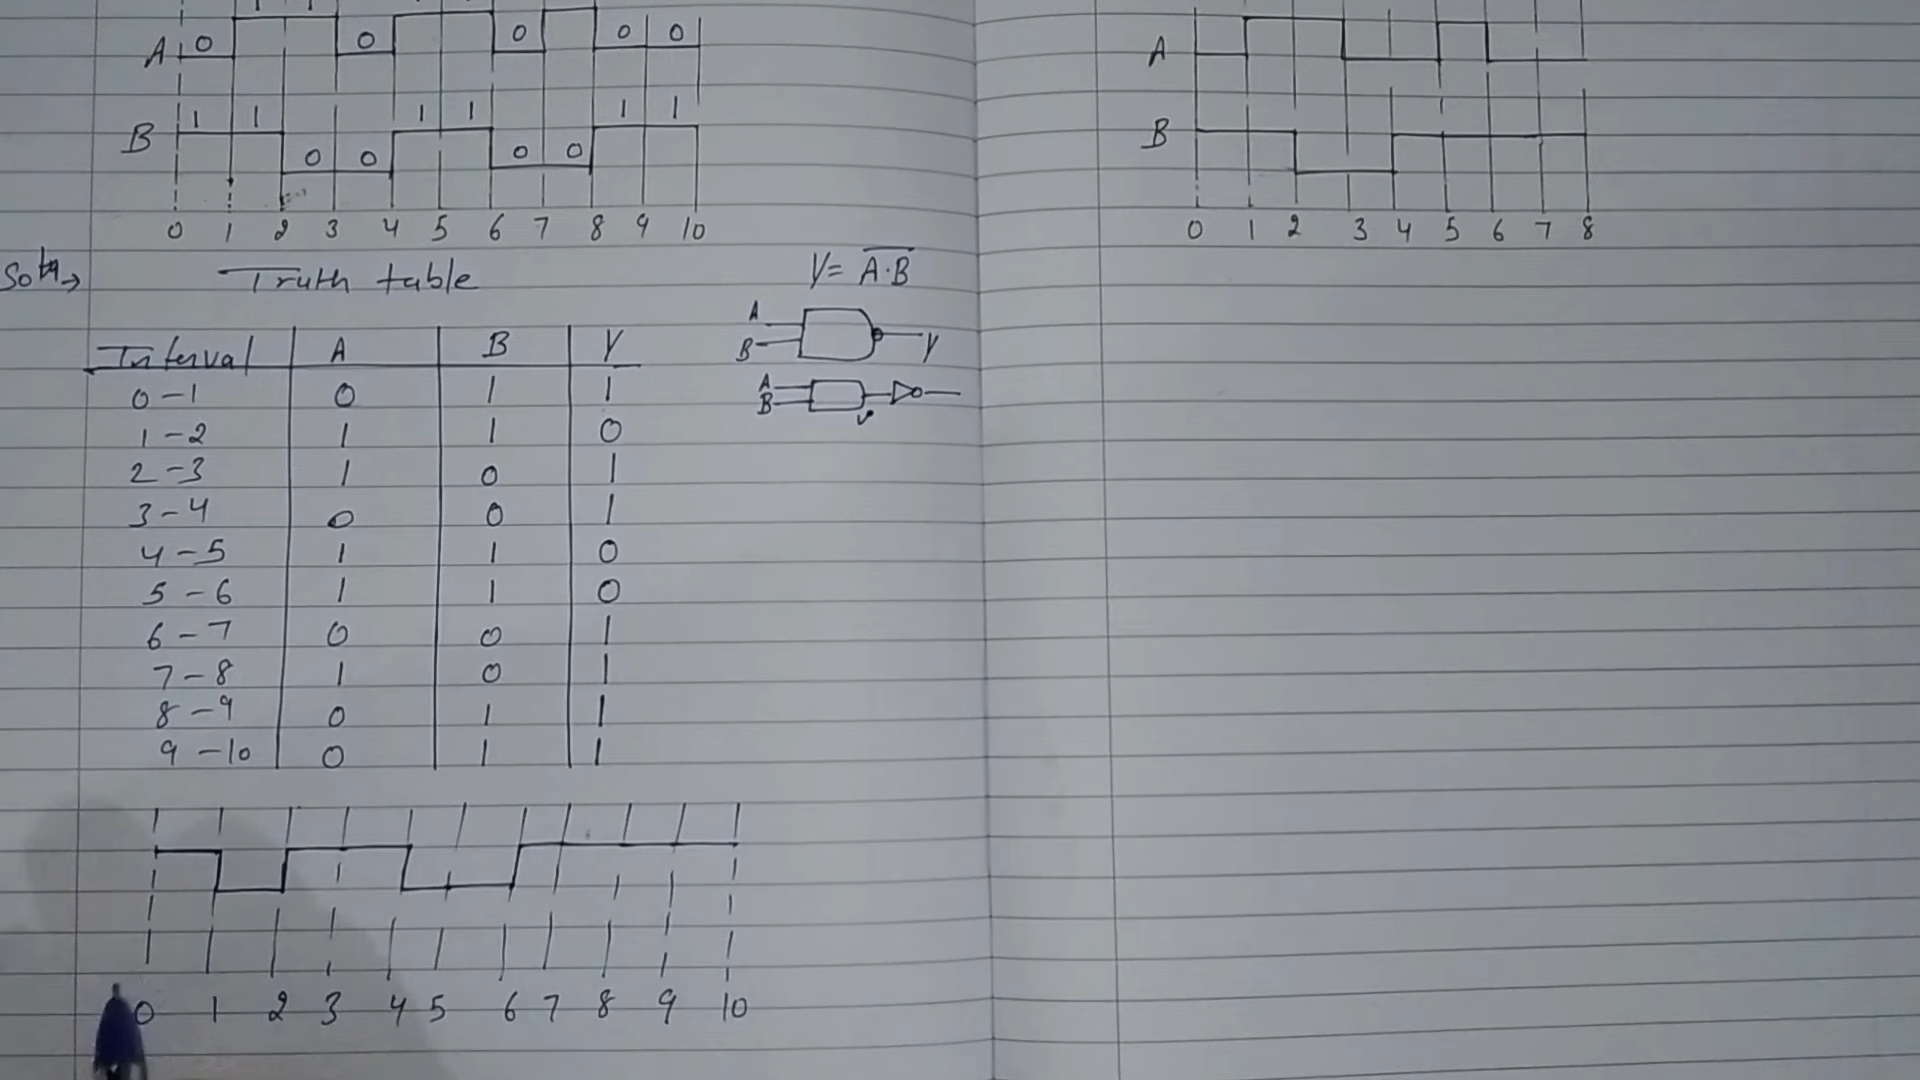 1 1
A 0 0 0 0 0
B 1 1 0 0 1 1 0 0 1 1
0 1 2 3 4 5 6 7 8 9 10
Soln→ Truth table
Interval A B Y
0-1 0 1 1
1-2 1 1 0
2-3 1 0 1
3-4 0 0 1
4-5 1 1 0
5-6 1 1 0
6-7 0 0 1
7-8 1 0 1
8-9 0 1 1
9-10 0 1 1
0 1 2 3 4 5 6 7 8 9 10
Y= A̅·̅B̅
A
B Y
A
B
A
B
0 1 2 3 4 5 6 7 8